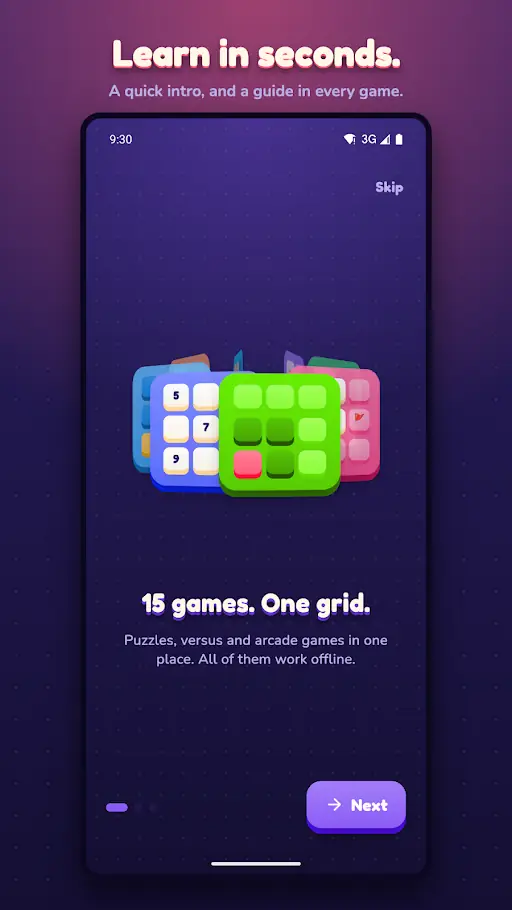 Learn in seconds.
A quick intro, and a guide in every game.
9:30
3G
Skip
5
7
9
15 games. One grid.
Puzzles, versus and arcade games in one
place. All of them work offline.
Next